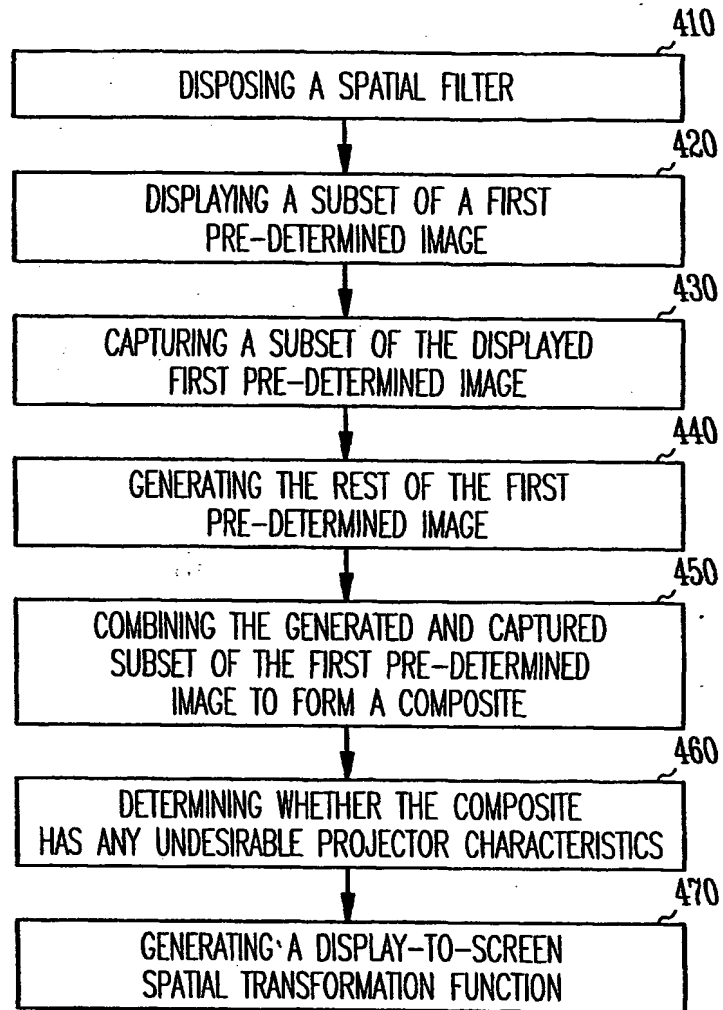 410
DISPOSING A SPATIAL FILTER
420
DISPLAYING A SUBSET OF A FIRST
PRE-DETERMINED IMAGE
430
CAPTURING A SUBSET OF THE DISPLAYED
FIRST PRE-DETERMINED IMAGE
440
GENERATING THE REST OF THE FIRST
PRE-DETERMINED IMAGE
450
COMBINING THE GENERATED AND CAPTURED
SUBSET OF THE FIRST PRE-DETERMINED
IMAGE TO FORM A COMPOSITE
460
DETERMINING WHETHER THE COMPOSITE
HAS ANY UNDESIRABLE PROJECTOR CHARACTERISTICS
470
GENERATING A DISPLAY-TO-SCREEN
SPATIAL TRANSFORMATION FUNCTION